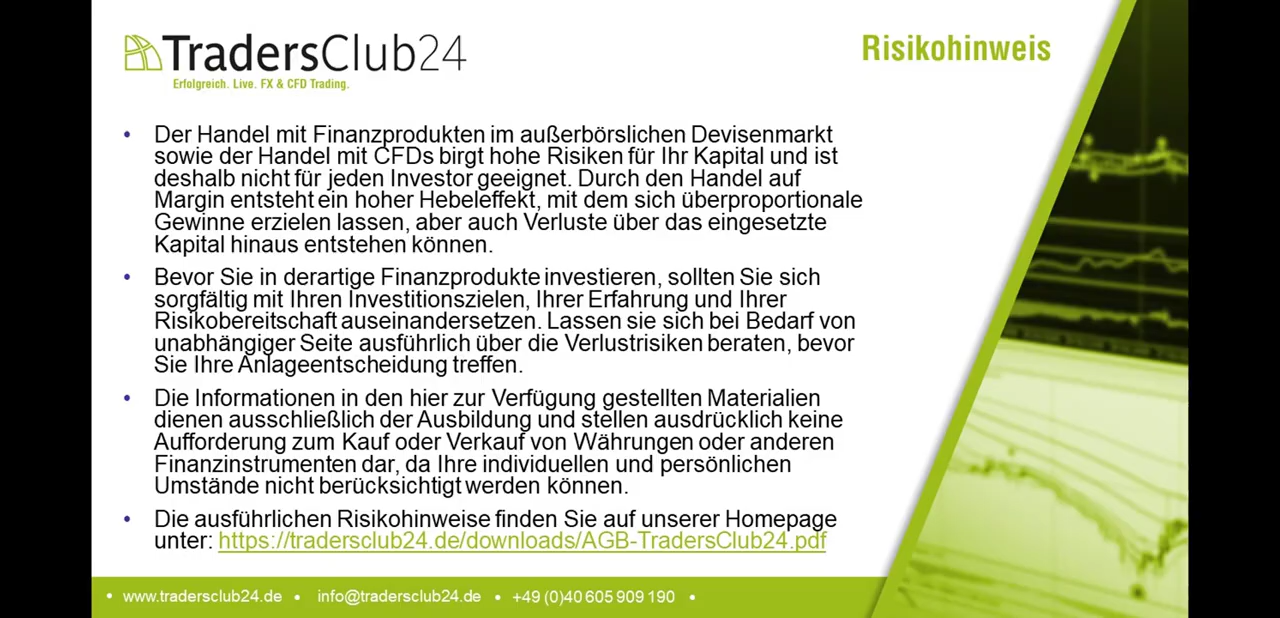 TradersClub24
Erfolgreich. Live. FX & CFD Trading.
Risikohinweis
• Der Handel mit Finanzprodukten im außerbörslichen Devisenmarkt
sowie der Handel mit CFDs birgt hohe Risiken für Ihr Kapital und ist
deshalb nicht für jeden Investor geeignet. Durch den Handel auf
Margin entsteht ein hoher Hebeleffekt, mit dem sich überproportionale
Gewinne erzielen lassen, aber auch Verluste über das eingesetzte
Kapital hinaus entstehen können.
• Bevor Sie in derartige Finanzprodukte investieren, sollten Sie sich
sorgfältig mit Ihren Investitionszielen, Ihrer Erfahrung und Ihrer
Risikobereitschaft auseinandersetzen. Lassen sie sich bei Bedarf von
unabhängiger Seite ausführlich über die Verlustrisiken beraten, bevor
Sie Ihre Anlageentscheidung treffen.
• Die Informationen in den hier zur Verfügung gestellten Materialien
dienen ausschließlich der Ausbildung und stellen ausdrücklich keine
Aufforderung zum Kauf oder Verkauf von Währungen oder anderen
Finanzinstrumenten dar, da Ihre individuellen und persönlichen
Umstände nicht berücksichtigt werden können.
• Die ausführlichen Risikohinweise finden Sie auf unserer Homepage
unter: https://tradersclub24.de/downloads/AGB-TradersClub24.pdf
• www.tradersclub24.de • info@tradersclub24.de • +49 (0)40 605 909 190 •